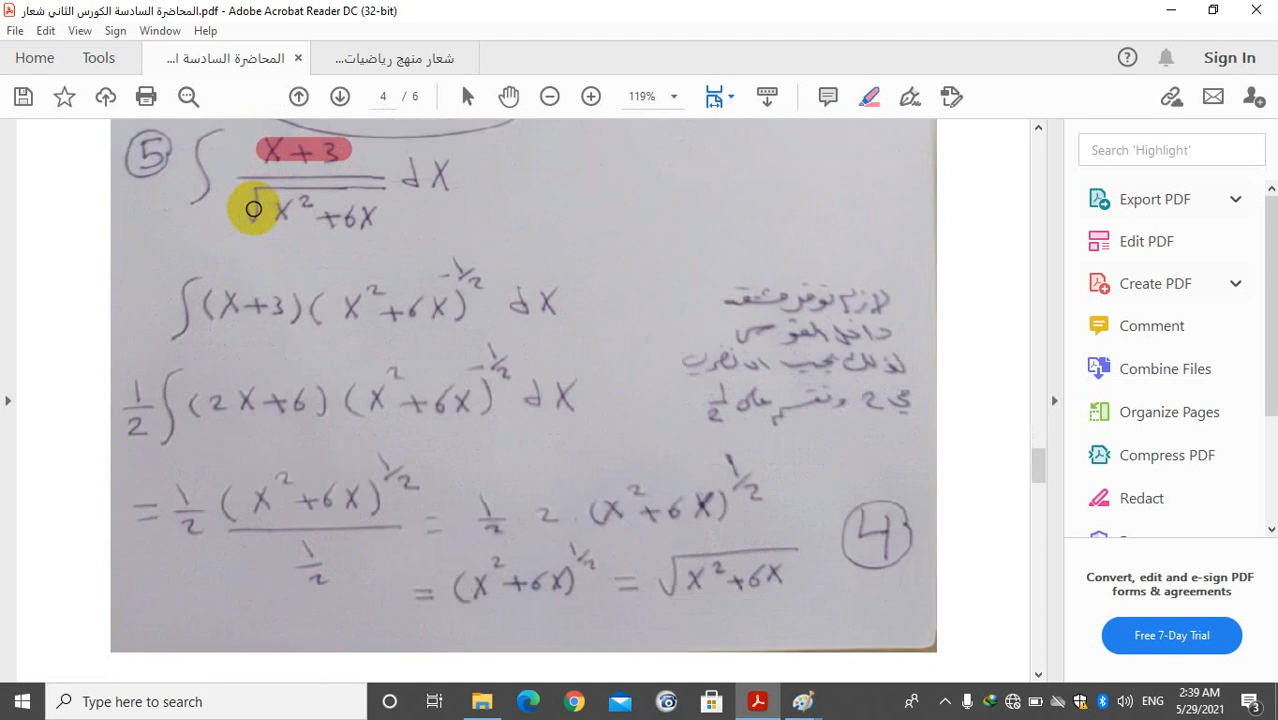 المحاضرة السادسة الكورس الثاني شعار.pdf - Adobe Acrobat Reader DC (32-bit)
File Edit View Sign Window Help
Home Tools المحاضرة السادسة ا... × شعار منهج رياضيات... Sign In
4 / 6 119%
Search 'Highlight'
Export PDF
Edit PDF
Create PDF
Comment
Combine Files
Organize Pages
Compress PDF
Redact
Convert, edit and e-sign PDF
forms & agreements
Free 7-Day Trial
5 ∫ (x+3)/√(x²+6x) dx
∫(x+3)(x²+6x)^(-1/2) dx
1/2 ∫(2x+6)(x²+6x)^(-1/2) dx
= 1/2 (x²+6x)^(1/2) / (1/2) = 1/2 · 2 · (x²+6x)^(1/2)
= (x²+6x)^(1/2) = √(x²+6x)
لازم نوفر مشتقه
داخل القوس
لذلك يجب ان نضرب
في 2 ونقسم على 1/2
4
Type here to search
ENG
2:39 AM
5/29/2021
3